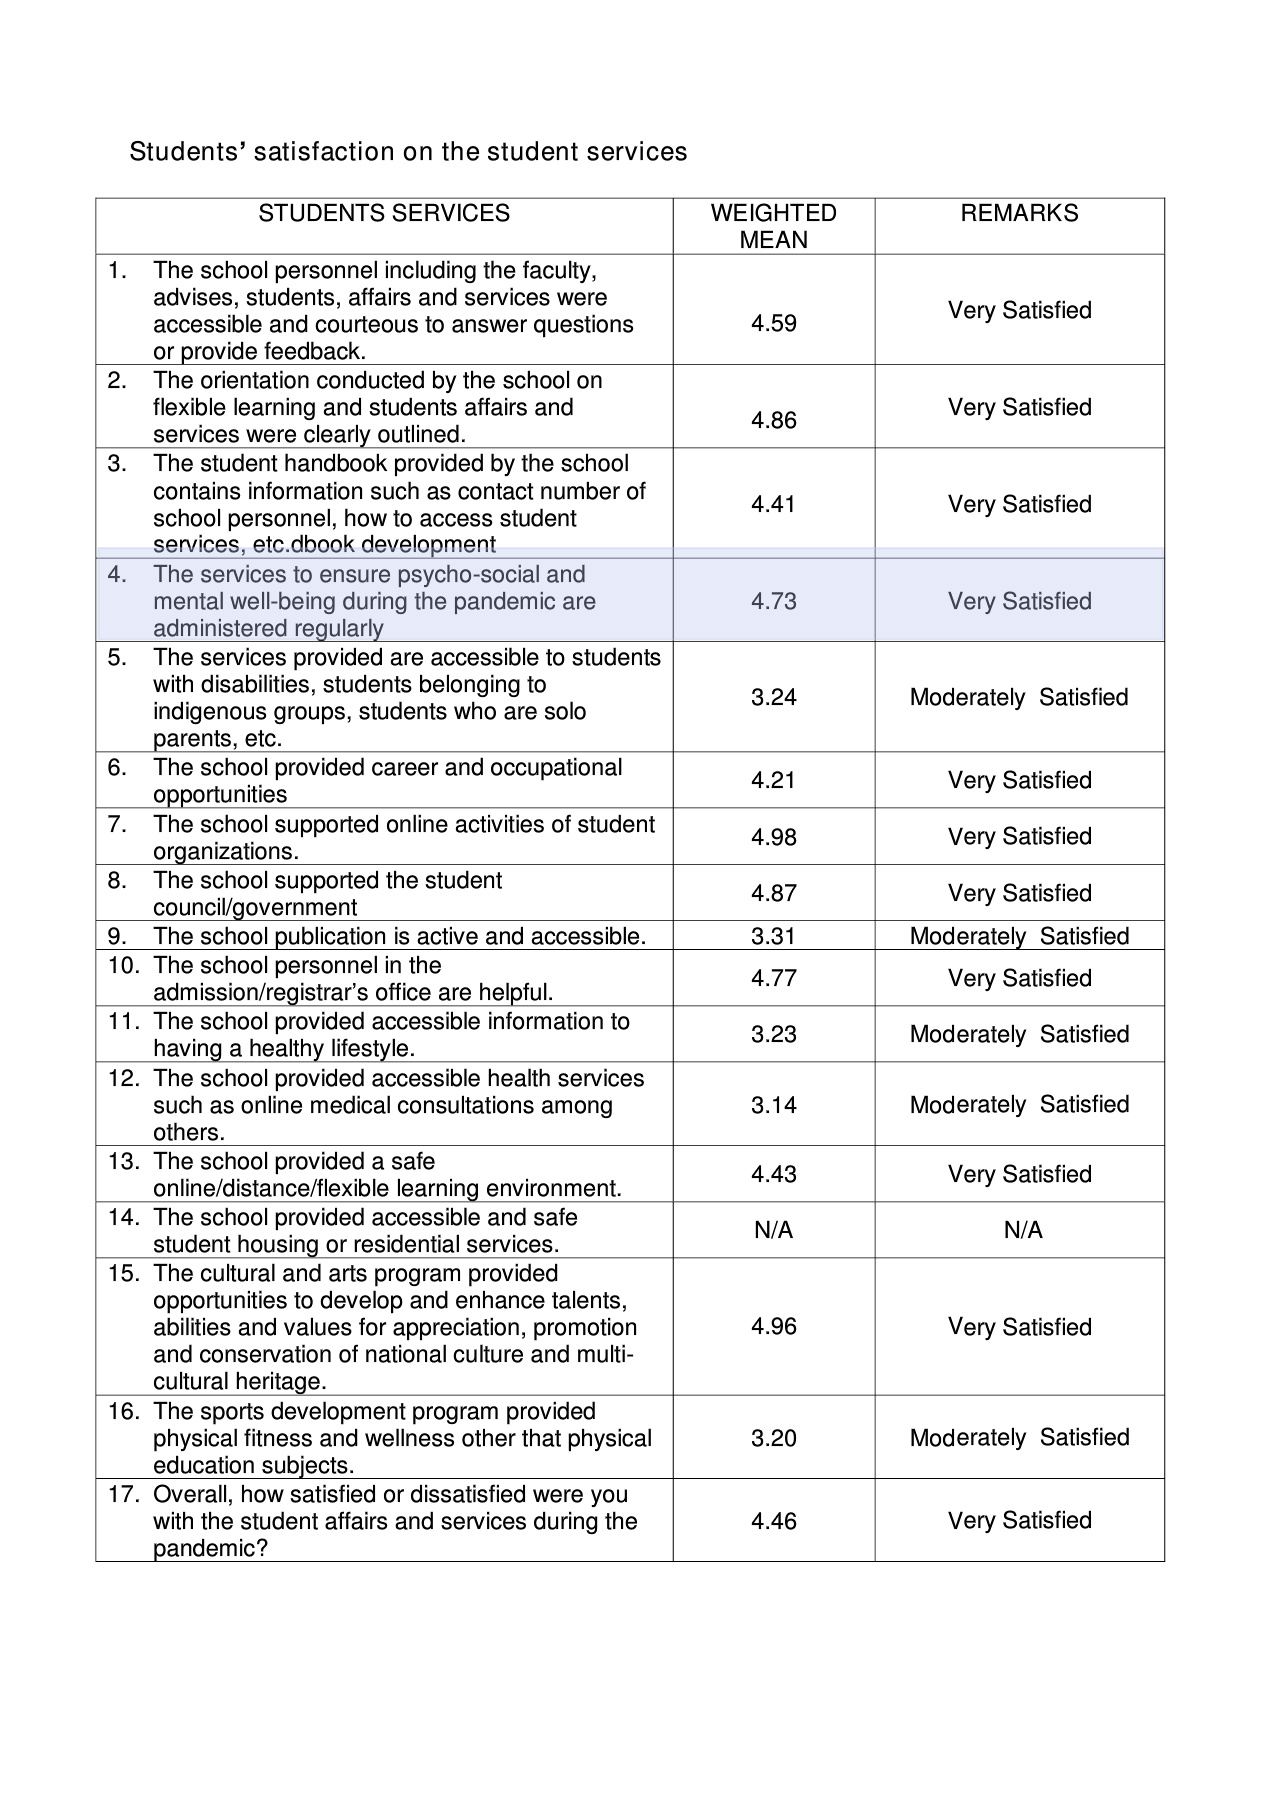 Students’ satisfaction on the student services
STUDENTS SERVICES
WEIGHTED
MEAN
REMARKS
1. The school personnel including the faculty,
advises, students, affairs and services were
accessible and courteous to answer questions
or provide feedback.
4.59
Very Satisfied
2. The orientation conducted by the school on
flexible learning and students affairs and
services were clearly outlined.
4.86
Very Satisfied
3. The student handbook provided by the school
contains information such as contact number of
school personnel, how to access student
services, etc.dbook development
4.41
Very Satisfied
4. The services to ensure psycho-social and
mental well-being during the pandemic are
administered regularly
4.73
Very Satisfied
5. The services provided are accessible to students
with disabilities, students belonging to
indigenous groups, students who are solo
parents, etc.
3.24
Moderately Satisfied
6. The school provided career and occupational
opportunities
4.21
Very Satisfied
7. The school supported online activities of student
organizations.
4.98
Very Satisfied
8. The school supported the student
council/government
4.87
Very Satisfied
9. The school publication is active and accessible.
3.31
Moderately Satisfied
10. The school personnel in the
admission/registrar’s office are helpful.
4.77
Very Satisfied
11. The school provided accessible information to
having a healthy lifestyle.
3.23
Moderately Satisfied
12. The school provided accessible health services
such as online medical consultations among
others.
3.14
Moderately Satisfied
13. The school provided a safe
online/distance/flexible learning environment.
4.43
Very Satisfied
14. The school provided accessible and safe
student housing or residential services.
N/A
N/A
15. The cultural and arts program provided
opportunities to develop and enhance talents,
abilities and values for appreciation, promotion
and conservation of national culture and multi-
cultural heritage.
4.96
Very Satisfied
16. The sports development program provided
physical fitness and wellness other that physical
education subjects.
3.20
Moderately Satisfied
17. Overall, how satisfied or dissatisfied were you
with the student affairs and services during the
pandemic?
4.46
Very Satisfied